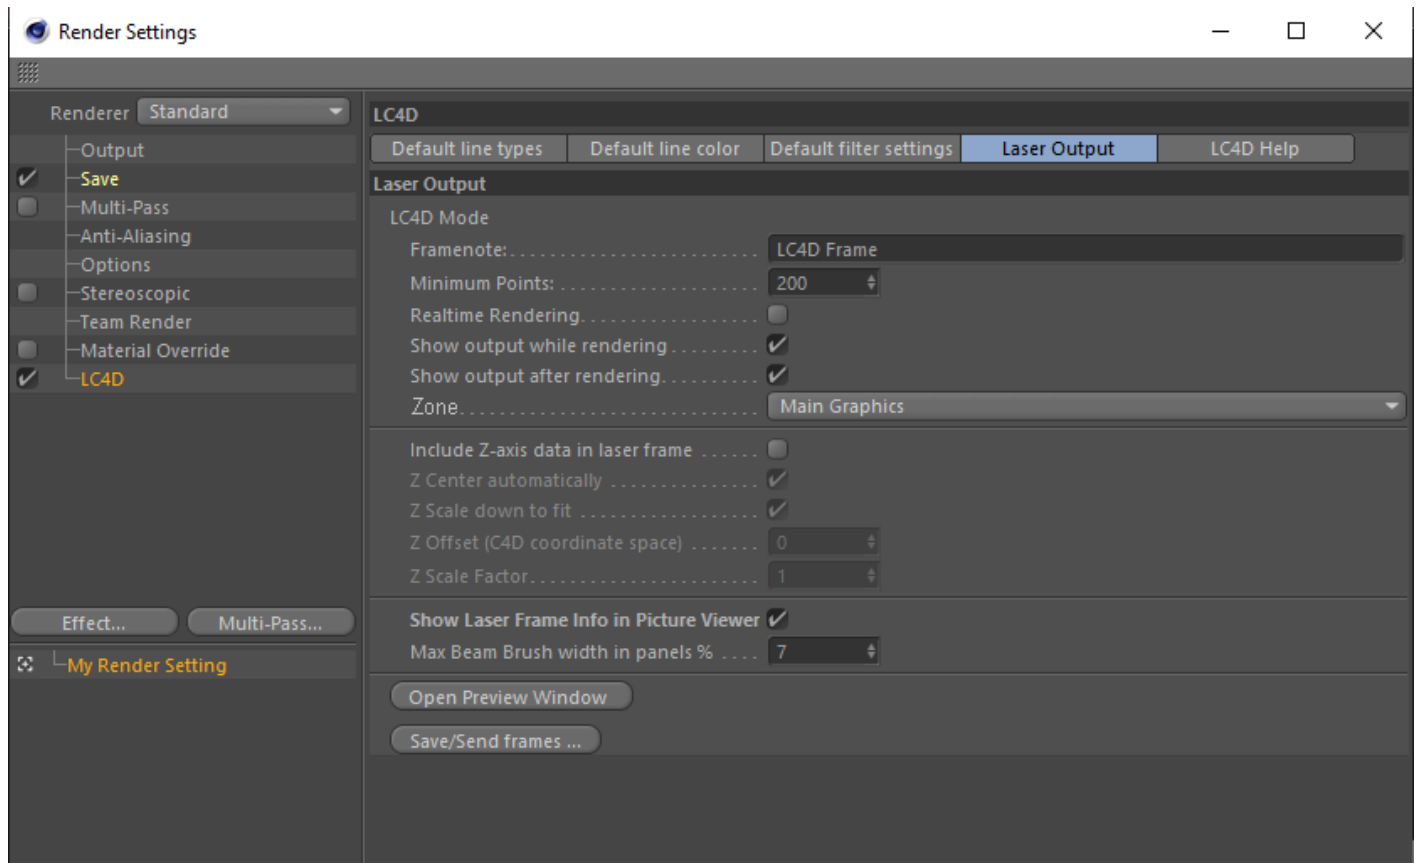 Render Settings
Renderer Standard
Output
Save
Multi-Pass
Anti-Aliasing
Options
Stereoscopic
Team Render
Material Override
LC4D
Effect...
Multi-Pass...
My Render Setting
LC4D
Default line types
Default line color
Default filter settings
Laser Output
LC4D Help
Laser Output
LC4D Mode
Framenote: LC4D Frame
Minimum Points: 200
Realtime Rendering
Show output while rendering
Show output after rendering
Zone Main Graphics
Include Z-axis data in laser frame
Z Center automatically
Z Scale down to fit
Z Offset (C4D coordinate space) 0
Z Scale Factor 1
Show Laser Frame Info in Picture Viewer
Max Beam Brush width in panels % 7
Open Preview Window
Save/Send frames ...